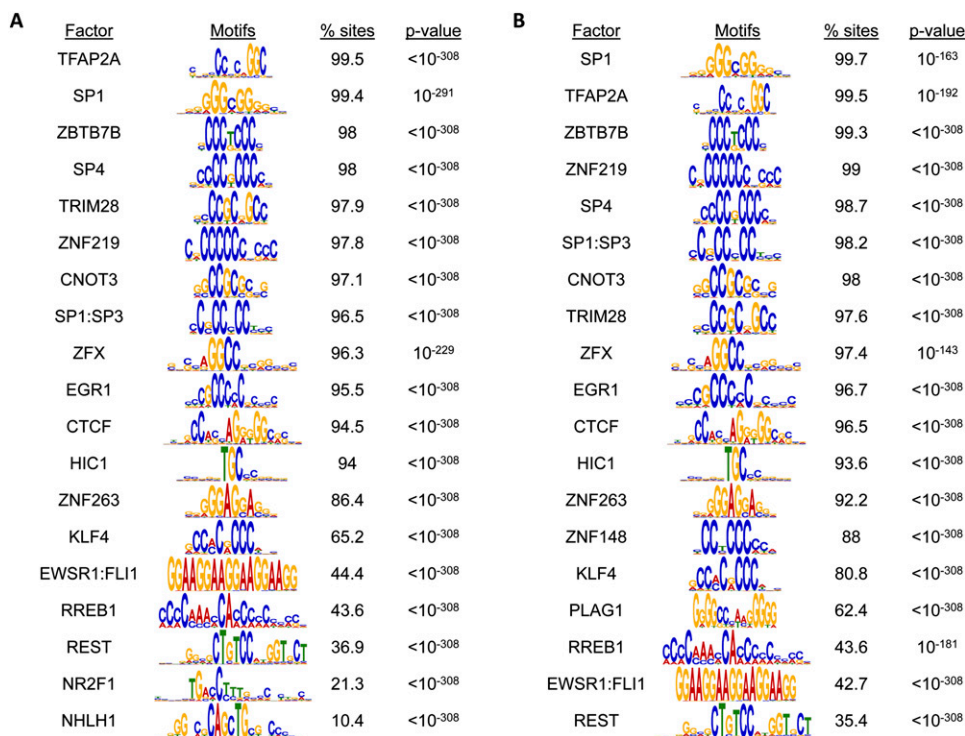 A
Factor Motifs % sites p-value
TFAP2A 99.5 <10-308
SP1 99.4 10-291
ZBTB7B 98 <10-308
SP4 98 <10-308
TRIM28 97.9 <10-308
ZNF219 97.8 <10-308
CNOT3 97.1 <10-308
SP1:SP3 96.5 <10-308
ZFX 96.3 10-229
EGR1 95.5 <10-308
CTCF 94.5 <10-308
HIC1 94 <10-308
ZNF263 86.4 <10-308
KLF4 65.2 <10-308
EWSR1:FLI1 GGAAGGAAGGAAGGAAGG 44.4 <10-308
RREB1 43.6 <10-308
REST 36.9 <10-308
NR2F1 21.3 <10-308
NHLH1 10.4 <10-308
B
Factor Motifs % sites p-value
SP1 99.7 10-163
TFAP2A 99.5 10-192
ZBTB7B 99.3 <10-308
ZNF219 99 <10-308
SP4 98.7 <10-308
SP1:SP3 98.2 <10-308
CNOT3 98 <10-308
TRIM28 97.6 <10-308
ZFX 97.4 10-143
EGR1 96.7 <10-308
CTCF 96.5 <10-308
HIC1 93.6 <10-308
ZNF263 92.2 <10-308
ZNF148 88 <10-308
KLF4 80.8 <10-308
PLAG1 62.4 <10-308
RREB1 43.6 10-181
EWSR1:FLI1 GGAAGGAAGGAAGGAAGG 42.7 <10-308
REST 35.4 <10-308